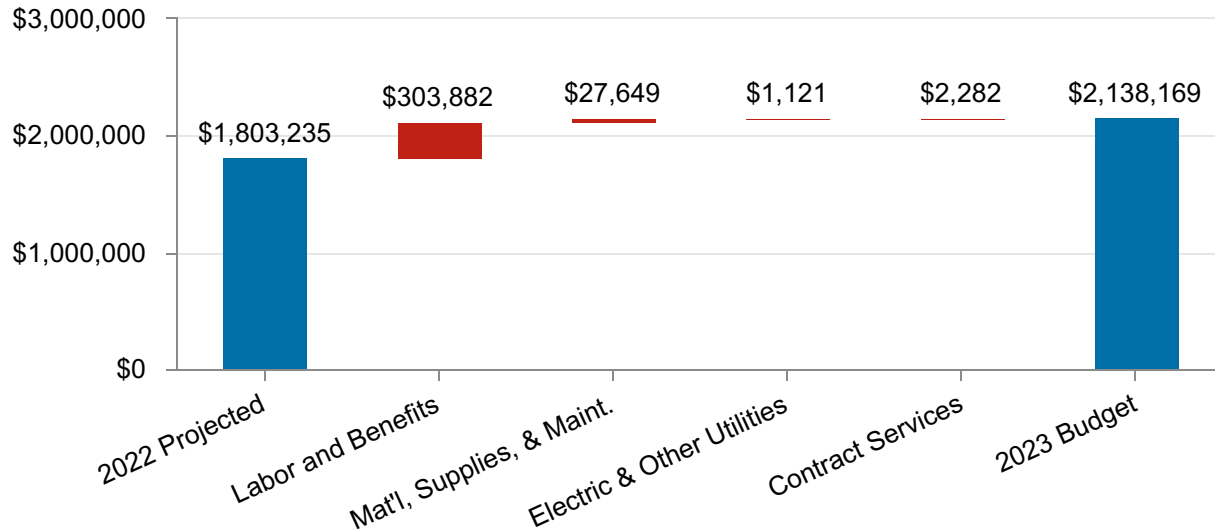 $3,000,000
$2,000,000
$1,000,000
$0
$1,803,235
$303,882
$27,649
$1,121
$2,282
$2,138,169
2022 Projected
Labor and Benefits
Mat'l, Supplies, & Maint.
Electric & Other Utilities
Contract Services
2023 Budget